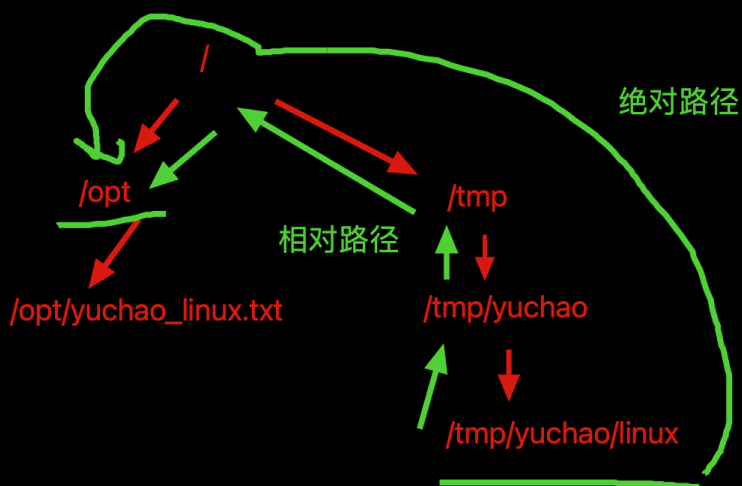 /
绝对路径
/opt
/tmp
相对路径
/opt/yuchao_linux.txt
/tmp/yuchao
/tmp/yuchao/linux